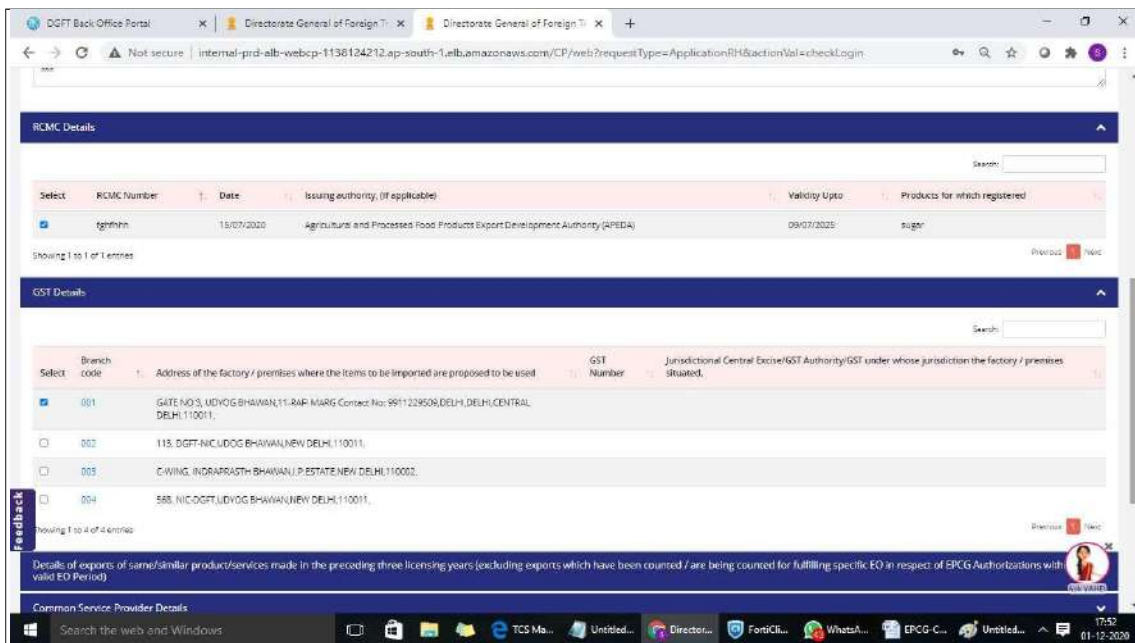 DGFT Back Office Portal
Directorate General of Foreign Tr
Directorate General of Foreign Tr
Not secure internal-prd-alb-webcp-1138124212.ap-south-1.elb.amazonaws.com/CP/web?requestType=ApplicationRH&actionVal=checkLogin
S
RCMC Details
Search:
Select RCMC Number Date Issuing authority, (if applicable) Validity Upto Products for which registered
15/07/2020 Agricultural and Processed Food Products Export Development Authority (APEDA) 09/07/2025 sugar
Showing 1 to 1 of 1 entries
Previous 1 Next
GST Details
Search:
Select Branch code Address of the factory / premises where the items to be imported are proposed to be used GST Number Jurisdictional Central Excise/GST Authority/GST under whose jurisdiction the factory / premises situated.
001 GATE NO 3, UDYOG BHAWAN,11-RAFI MARG Contact No: 9911229509,DELHI,DELHI,CENTRAL
DELHI,110011,
002 113, DGFT-NIC,UDOG BHAWAN,NEW DELHI,110011,
003 C-WING, INDRAPRASTH BHAWAN,I.P.ESTATE,NEW DELHI,110002,
004 568, NIC-DGFT,UDYOG BHAWAN,NEW DELHI,110011,
Feedback
Showing 1 to 4 of 4 entries
Previous 1 Next
Details of exports of same/similar product/services made in the preceding three licensing years (excluding exports which have been counted / are being counted for fulfilling specific EO in respect of EPCG Authorizations with
valid EO Period)
Ask VAHEI
Common Service Provider Details
Search the web and Windows
TCS Ma...
Untitled...
Director...
FortiCli...
WhatsA...
EPCG-C...
Untitled...
17:52
01-12-2020